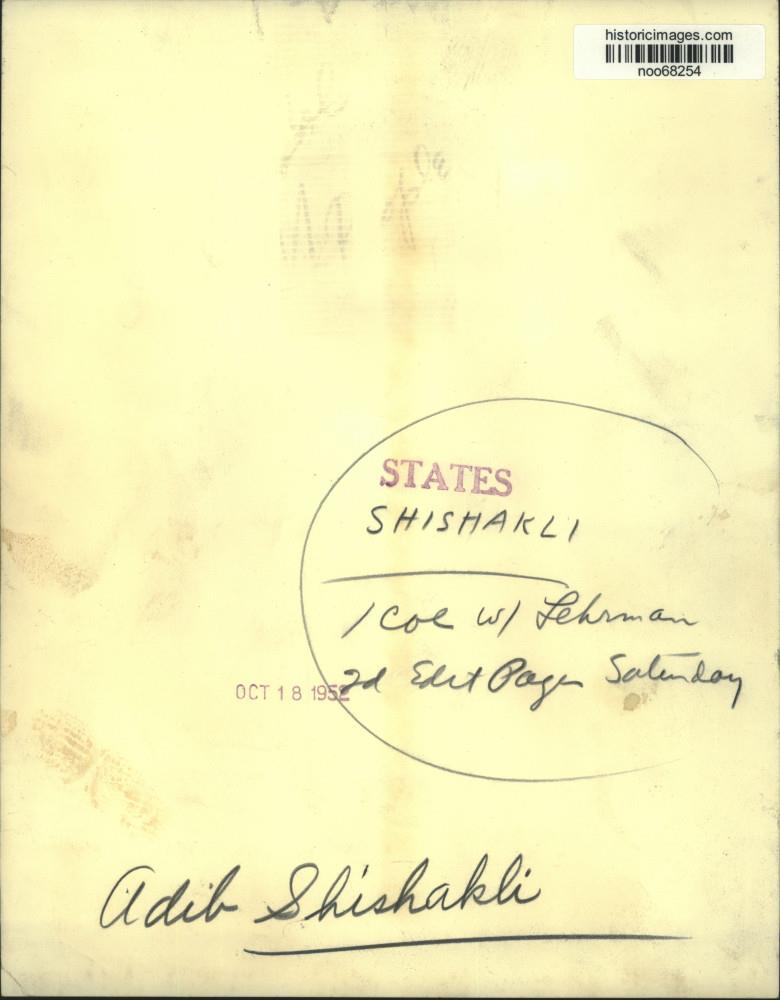 historicimages.com
noo68254
STATES
SHISHAKLI
1 col w/ Lehrman
2d Edit Page Saturday
OCT 18 1952
Adib Shishakli